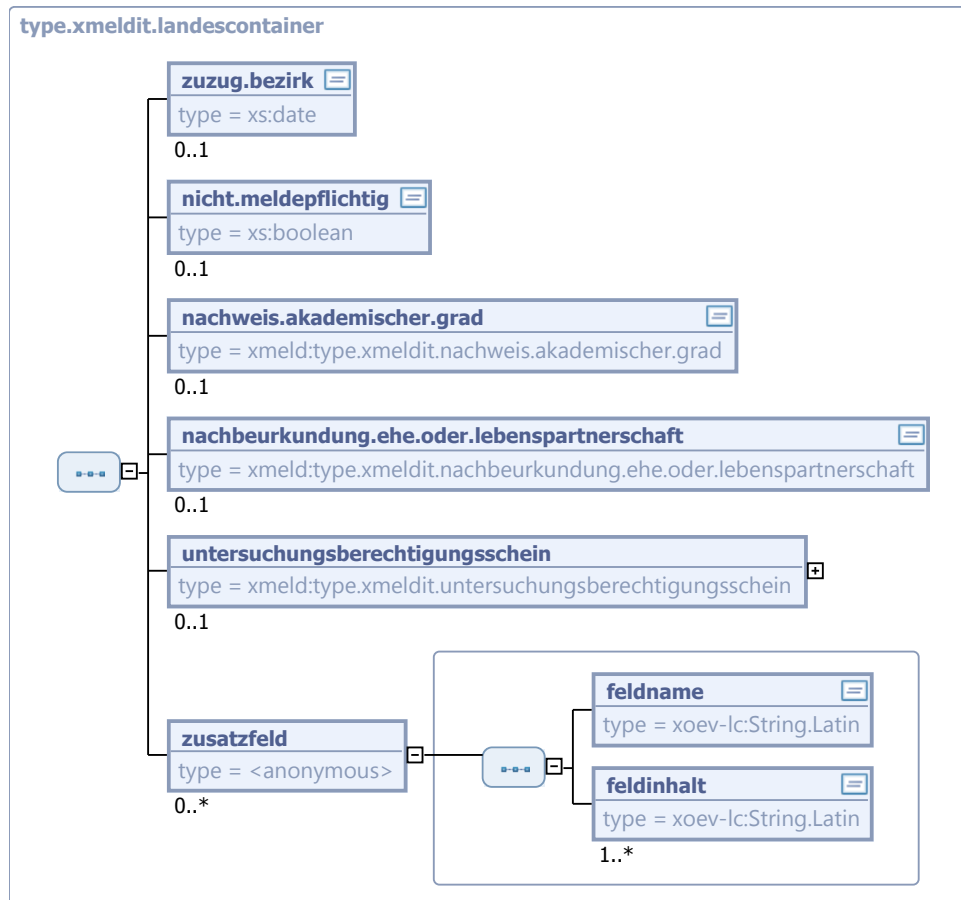 type.xmeldit.landescontainer
zuzug.bezirk
type = xs:date
0..1
nicht.meldepflichtig
type = xs:boolean
0..1
nachweis.akademischer.grad
type = xmeld:type.xmeldit.nachweis.akademischer.grad
0..1
nachbeurkundung.ehe.oder.lebenspartnerschaft
type = xmeld:type.xmeldit.nachbeurkundung.ehe.oder.lebenspartnerschaft
0..1
untersuchungsberechtigungsschein
type = xmeld:type.xmeldit.untersuchungsberechtigungsschein
0..1
zusatzfeld
type = <anonymous>
0..*
feldname
type = xoev-lc:String.Latin
feldinhalt
type = xoev-lc:String.Latin
1..*